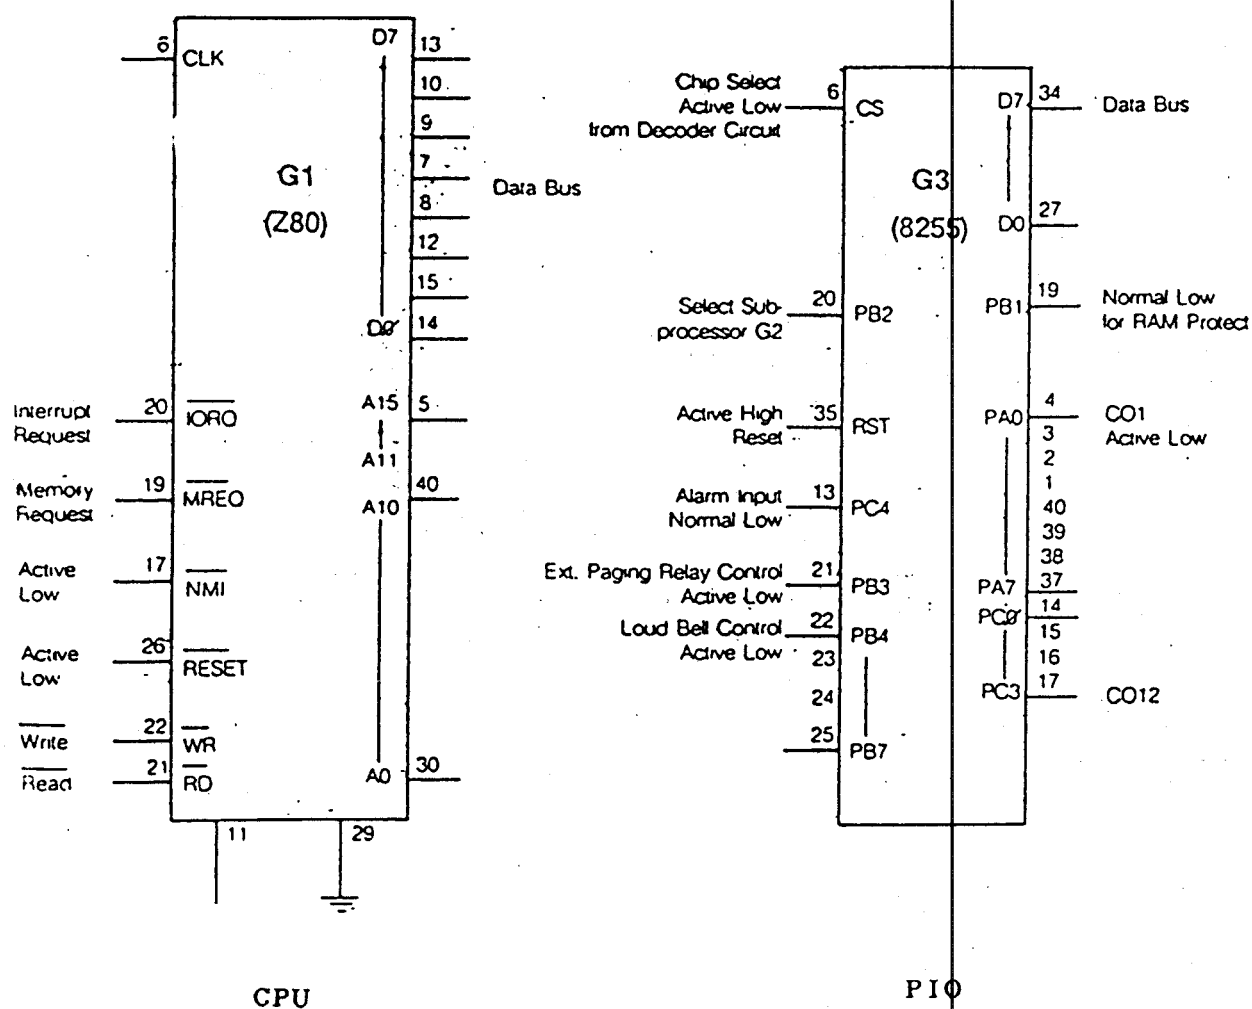 6 CLK
D7 13
10
9
G1
(Z80)
7
8
Data Bus
12
15
D0 14
Interrupt
Request
20 IORQ
A15 5
A11
Memory
Request
19 MREQ
A10 40
Active
Low
17 NMI
Active
Low
26 RESET
Write 22 WR
Read 21 RD
A0 30
11
29
CPU
Chip Select
Active Low
from Decoder Circuit
6 CS
D7 34 Data Bus
G3
(8255)
D0 27
Select Sub-
processor G2
20 PB2
PB1 19
Normal Low
for RAM Protect
Active High
Reset
35 RST
PA0 4
CO1
Active Low
3
2
1
40
39
38
PA7 37
Alarm Input
Normal Low
13 PC4
Ext. Paging Relay Control
Active Low
21 PB3
Loud Bell Control
Active Low
22 PB4
23
24
25 PB7
PC0 14
15
16
PC3 17 CO12
PIO